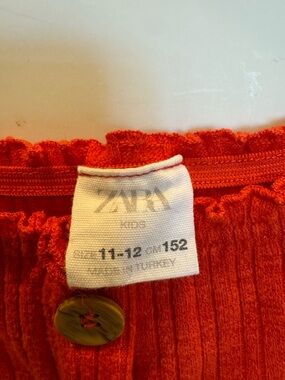 ZARA
KIDS
SIZE 11-12 CM 152
MADE IN TURKEY